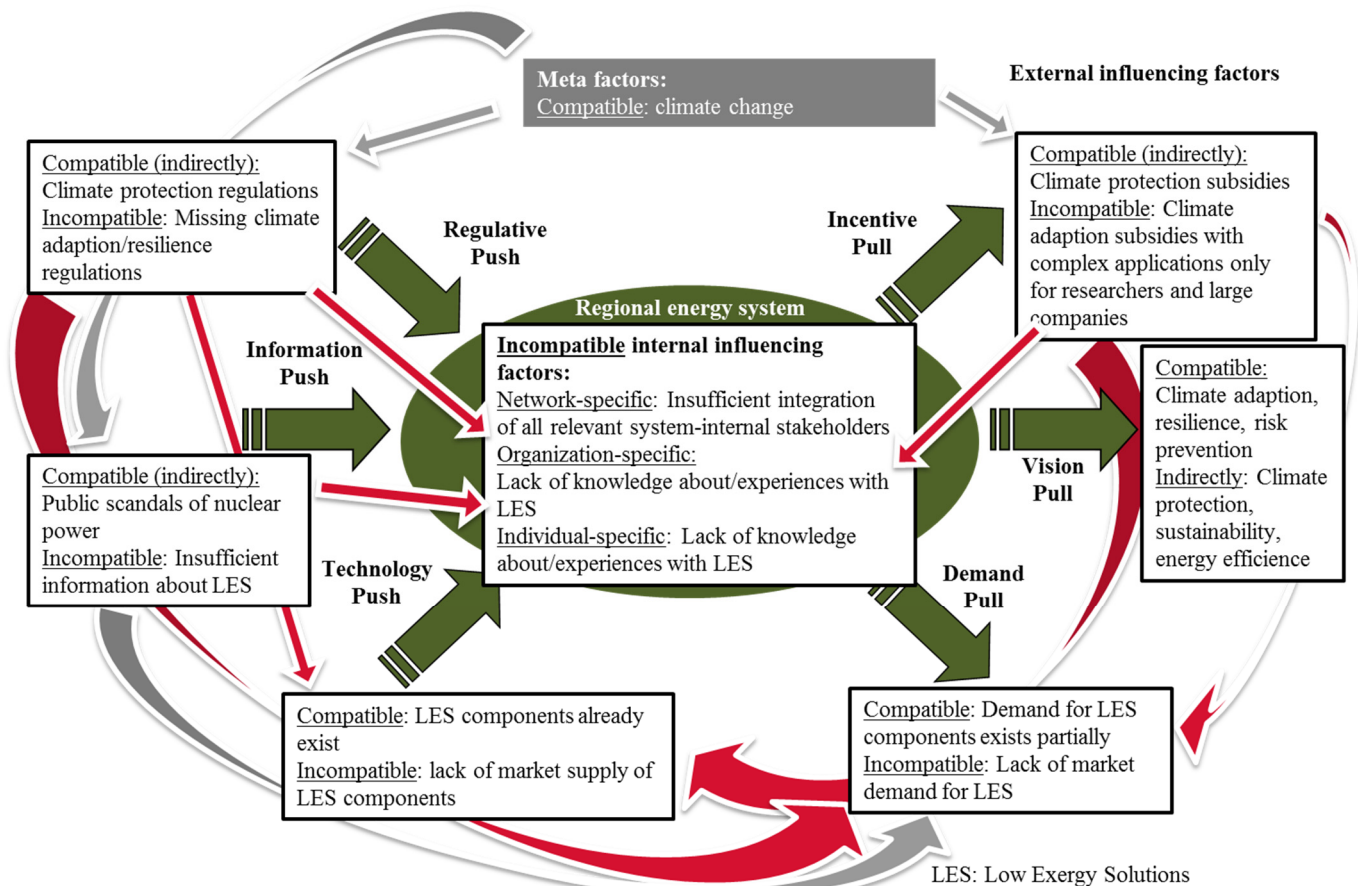 Meta factors:
Compatible: climate change
External influencing factors
Compatible (indirectly):
Climate protection regulations
Incompatible: Missing climate
adaption/resilience
regulations
Regulative
Push
Incentive
Pull
Compatible (indirectly):
Climate protection subsidies
Incompatible: Climate
adaption subsidies with
complex applications only
for researchers and large
companies
Information
Push
Regional energy system
Incompatible internal influencing
factors:
Network-specific: Insufficient integration
of all relevant system-internal stakeholders
Organization-specific:
Lack of knowledge about/experiences with
LES
Individual-specific: Lack of knowledge
about/experiences with LES
Vision
Pull
Compatible:
Climate adaption,
resilience, risk
prevention
Indirectly: Climate
protection,
sustainability,
energy efficience
Compatible (indirectly):
Public scandals of nuclear
power
Incompatible: Insufficient
information about LES
Technology
Push
Demand
Pull
Compatible: LES components already
exist
Incompatible: lack of market supply of
LES components
Compatible: Demand for LES
components exists partially
Incompatible: Lack of market
demand for LES
LES: Low Exergy Solutions